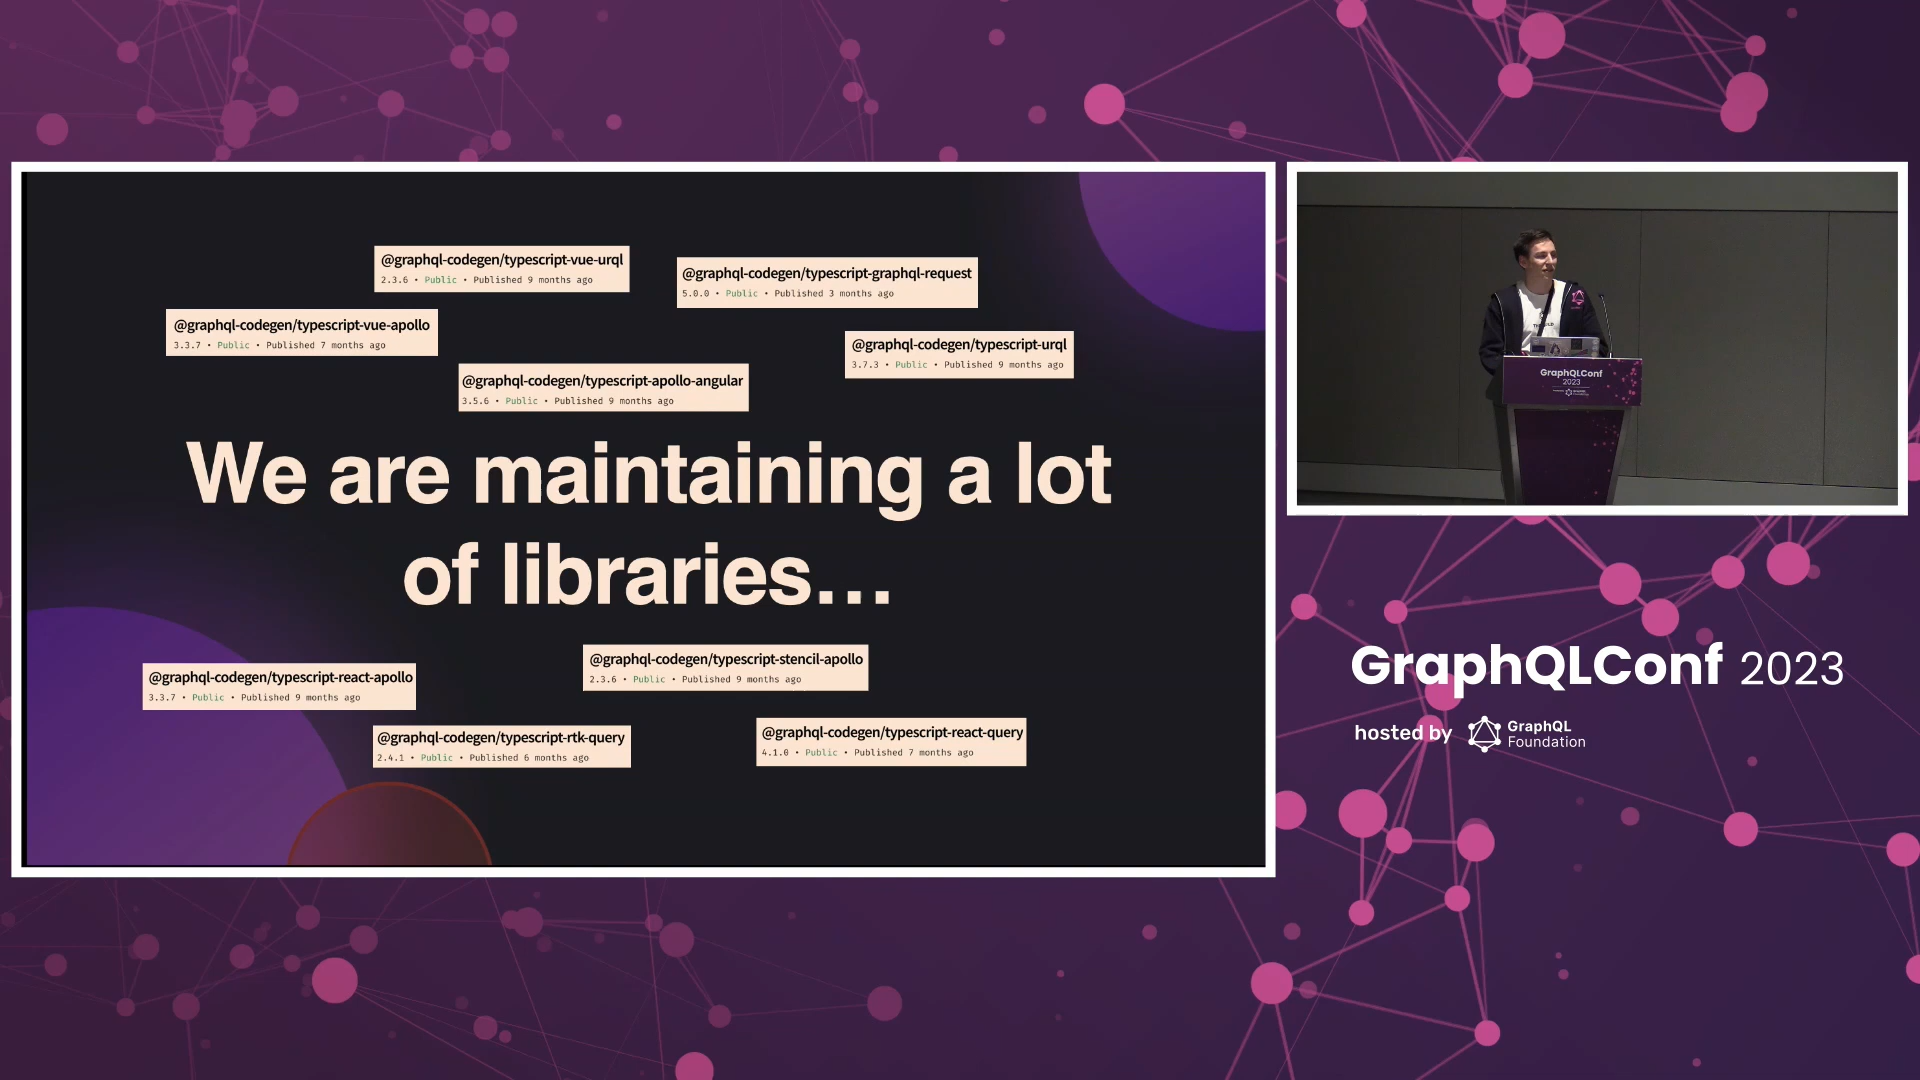 @graphql-codegen/typescript-vue-urql
2.3.6 • Public • Published 9 months ago
@graphql-codegen/typescript-graphql-request
5.0.0 • Public • Published 3 months ago
@graphql-codegen/typescript-vue-apollo
3.3.7 • Public • Published 7 months ago
@graphql-codegen/typescript-urql
3.7.3 • Public • Published 9 months ago
@graphql-codegen/typescript-apollo-angular
3.5.6 • Public • Published 9 months ago
We are maintaining a lot
of libraries...
@graphql-codegen/typescript-stencil-apollo
2.3.6 • Public • Published 9 months ago
@graphql-codegen/typescript-react-apollo
3.3.7 • Public • Published 9 months ago
@graphql-codegen/typescript-rtk-query
2.4.1 • Public • Published 6 months ago
@graphql-codegen/typescript-react-query
4.1.0 • Public • Published 7 months ago
GraphQLConf
2023
GraphQLConf 2023
hosted by
GraphQL
Foundation